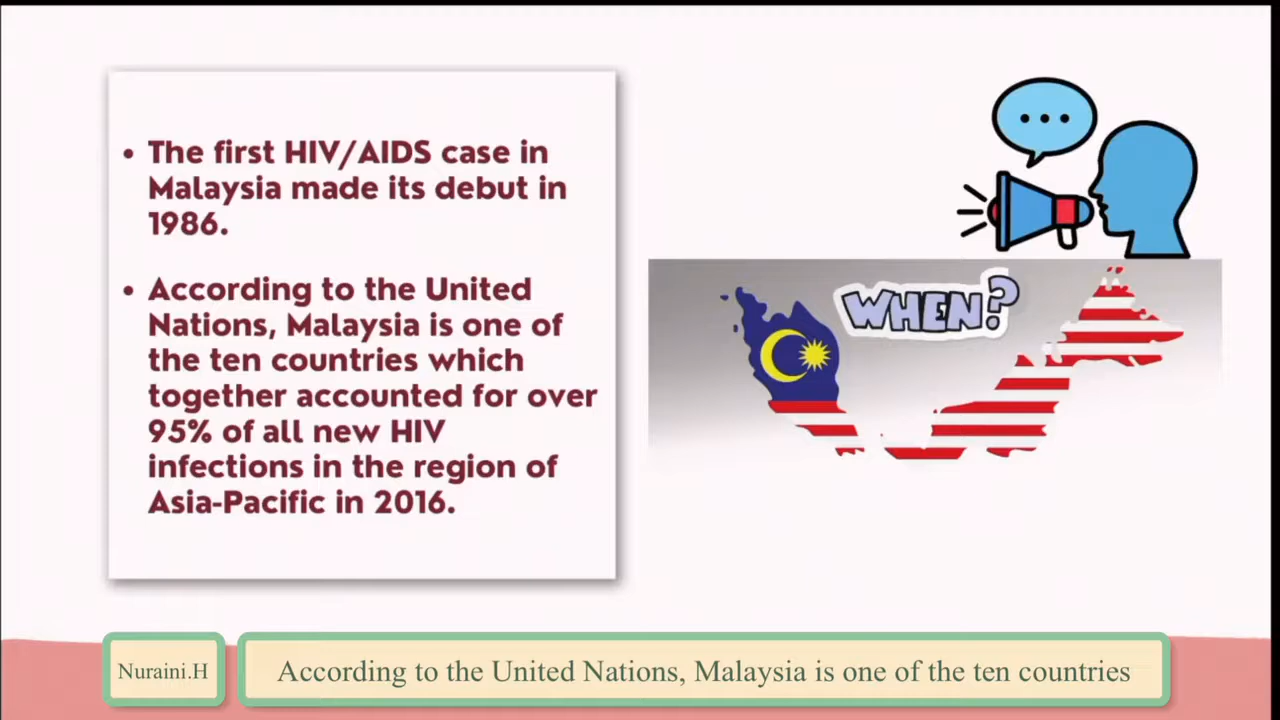 • The first HIV/AIDS case in
Malaysia made its debut in
1986.
• According to the United
Nations, Malaysia is one of
the ten countries which
together accounted for over
95% of all new HIV
infections in the region of
Asia-Pacific in 2016.
WHEN?
Nuraini.H
According to the United Nations, Malaysia is one of the ten countries